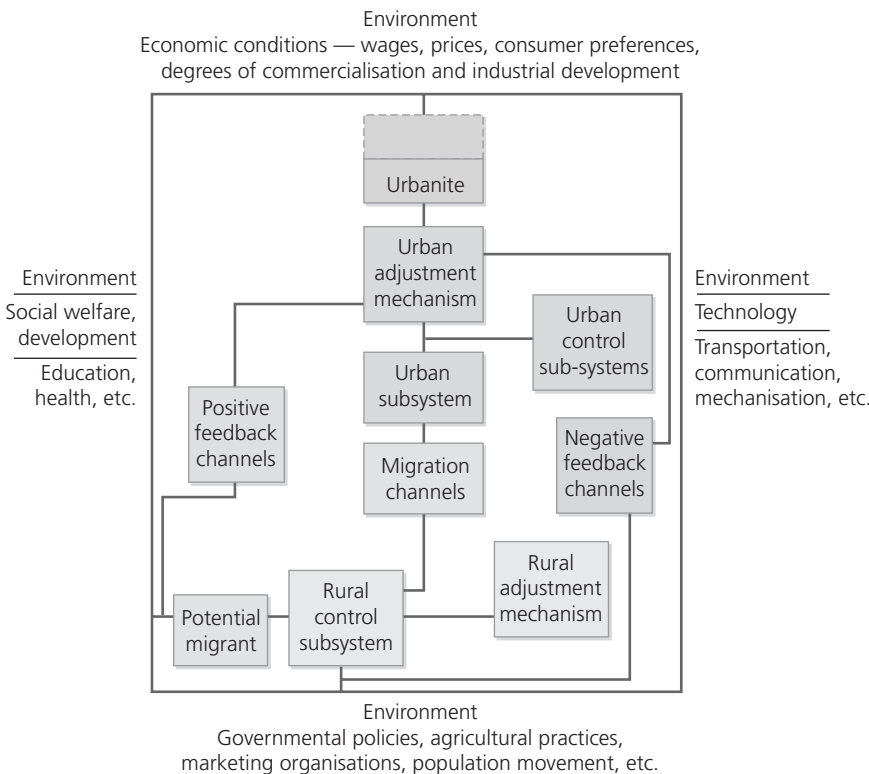 Environment
Economic conditions — wages, prices, consumer preferences,
degrees of commercialisation and industrial development
Urbanite
Urban
adjustment
mechanism
Environment
Social welfare,
development
Education,
health, etc.
Environment
Technology
Transportation,
communication,
mechanisation, etc.
Urban
control
sub-systems
Urban
subsystem
Positive
feedback
channels
Negative
feedback
channels
Migration
channels
Rural
adjustment
mechanism
Potential
migrant
Rural
control
subsystem
Environment
Governmental policies, agricultural practices,
marketing organisations, population movement, etc.